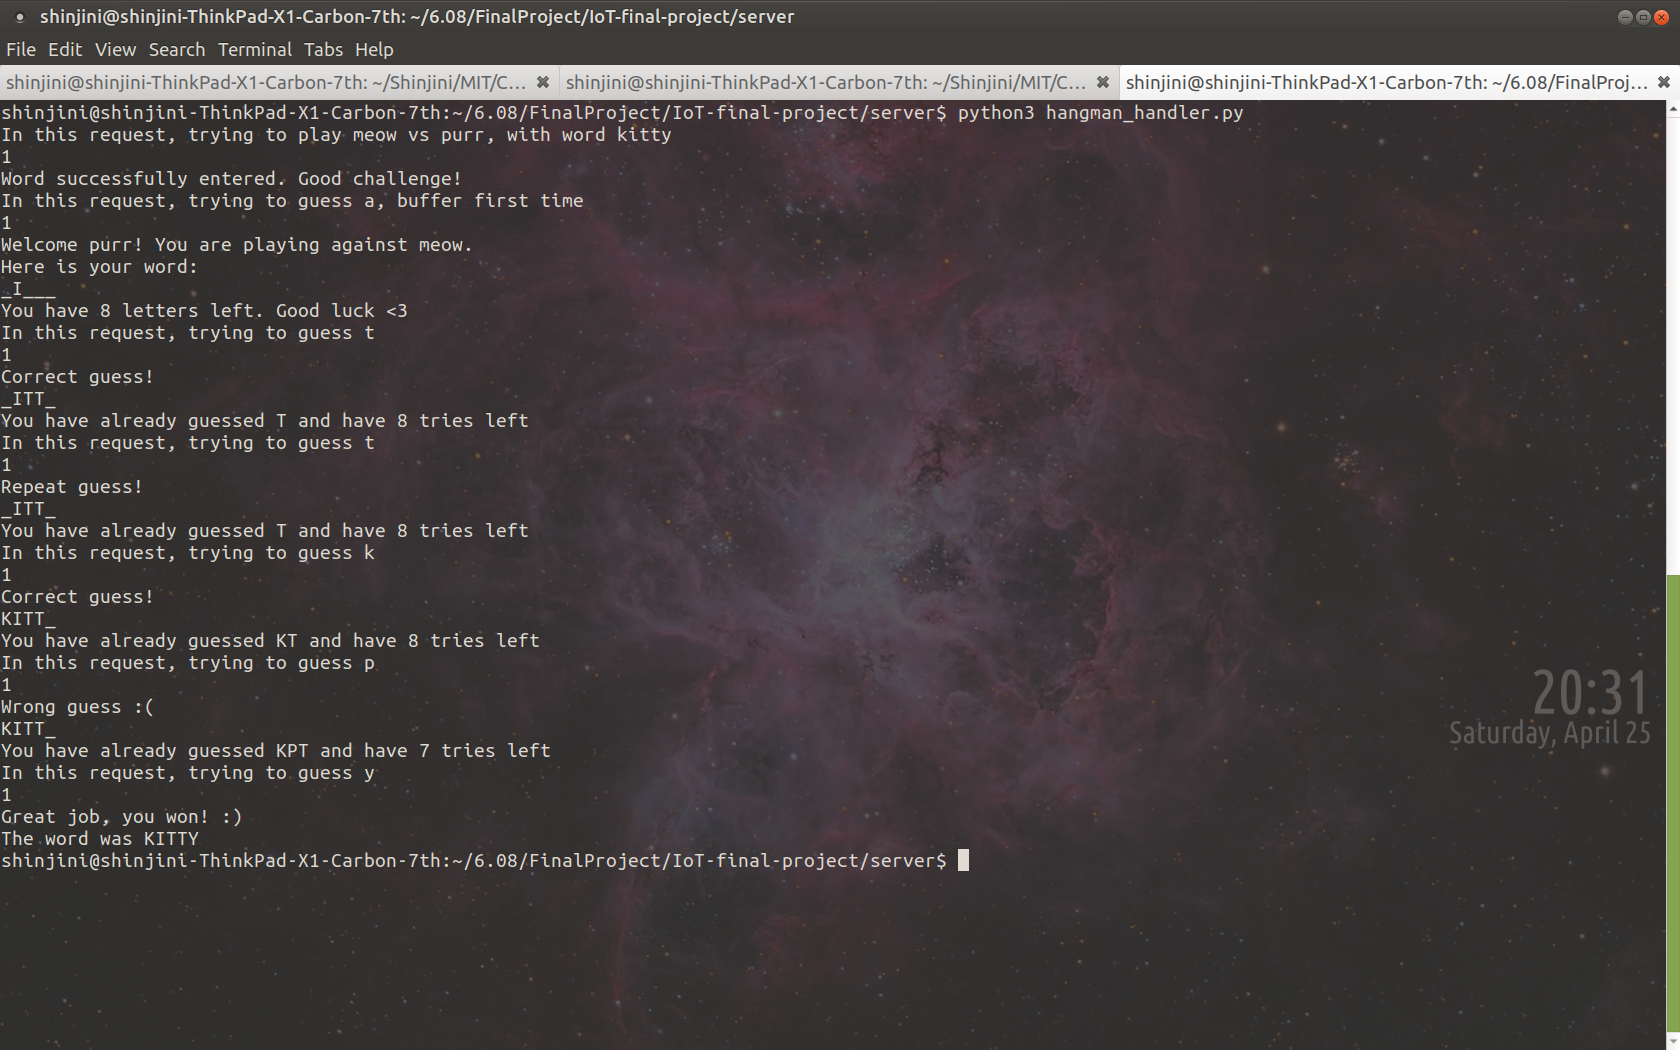 shinjini@shinjini-ThinkPad-X1-Carbon-7th: ~/6.08/FinalProject/IoT-final-project/server
File Edit View Search Terminal Tabs Help
shinjini@shinjini-ThinkPad-X1-Carbon-7th: ~/Shinjini/MIT/C... shinjini@shinjini-ThinkPad-X1-Carbon-7th: ~/Shinjini/MIT/C... shinjini@shinjini-ThinkPad-X1-Carbon-7th: ~/6.08/FinalProj...
shinjini@shinjini-ThinkPad-X1-Carbon-7th:~/6.08/FinalProject/IoT-final-project/server$ python3 hangman_handler.py
In this request, trying to play meow vs purr, with word kitty
1
Word successfully entered. Good challenge!
In this request, trying to guess a, buffer first time
1
Welcome purr! You are playing against meow.
Here is your word:
_I___
You have 8 letters left. Good luck <3
In this request, trying to guess t
1
Correct guess!
_ITT_
You have already guessed T and have 8 tries left
In this request, trying to guess t
1
Repeat guess!
_ITT_
You have already guessed T and have 8 tries left
In this request, trying to guess k
1
Correct guess!
KITT_
You have already guessed KT and have 8 tries left
In this request, trying to guess p
1
Wrong guess :(
KITT_
You have already guessed KPT and have 7 tries left
In this request, trying to guess y
1
Great job, you won! :)
The word was KITTY
shinjini@shinjini-ThinkPad-X1-Carbon-7th:~/6.08/FinalProject/IoT-final-project/server$
20:31
Saturday, April 25